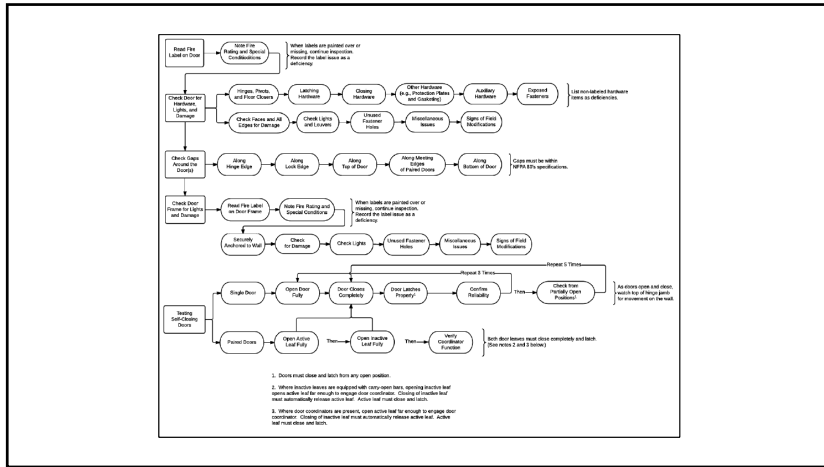 Read Fire
Label on Door
Note Fire
Rating and Special
Conditioditions
When labels are painted over or
missing, continue inspection.
Record the label issue as a
deficiency.
Check Door for
Hardware,
Lights, and
Damage
Hinges, Pivots,
and Floor Closers
Latching
Hardware
Closing
Hardware
Other Hardware
(e.g., Protection Plates
and Gasketing)
Auxiliary
Hardware
Exposed
Fasteners
List non-labeled hardware
items as deficiencies.
Check Faces and All
Edges for Damage
Check Lights
and Louvers
Unused
Fastener
Holes
Miscellaneous
Issues
Signs of Field
Modifications
Check Gaps
Around the
Door(s)
Along
Hinge Edge
Along
Lock Edge
Along
Top of Door
Along Meeting
Edges
of Paired Doors
Along
Bottom of Door
Gaps must be within
NFPA 80's specifications.
Check Door
Frame for Lights
and Damage
Read Fire Label
on Door Frame
Note Fire Rating and
Special Conditions
When labels are painted over or
missing, continue inspection.
Record the label issue as a
deficiency.
Securely
Anchored to Wall
Check
for Damage
Check Lights
Unused Fastener
Holes
Miscellaneous
Issues
Signs of Field
Modifications
Repeat 5 Times
Repeat 3 Times
Testing
Self-Closing
Doors
Single Door
Open Door
Fully
Door Closes
Completely
Door Latches
Property¹
Confirm
Reliability
Then
Check from
Partially Open
Positions¹
As doors open and close,
watch top of hinge jamb
for movement on the wall.
Paired Doors
Open Active
Leaf Fully
Then
Open Inactive
Leaf Fully
Then
Verify
Coordinator
Function
Both door leaves must close completely and latch.
(See notes 2 and 3 below)
1. Doors must close and latch from any open position.
2. Where inactive leaves are equipped with carry-open bars, opening inactive leaf
opens active leaf far enough to engage door coordinator. Closing of inactive leaf
must automatically release active leaf. Active leaf must close and latch.
3. Where door coordinators are present, open active leaf far enough to engage door
coordinator. Closing of inactive leaf must automatically release active leaf. Active
leaf must close and latch.